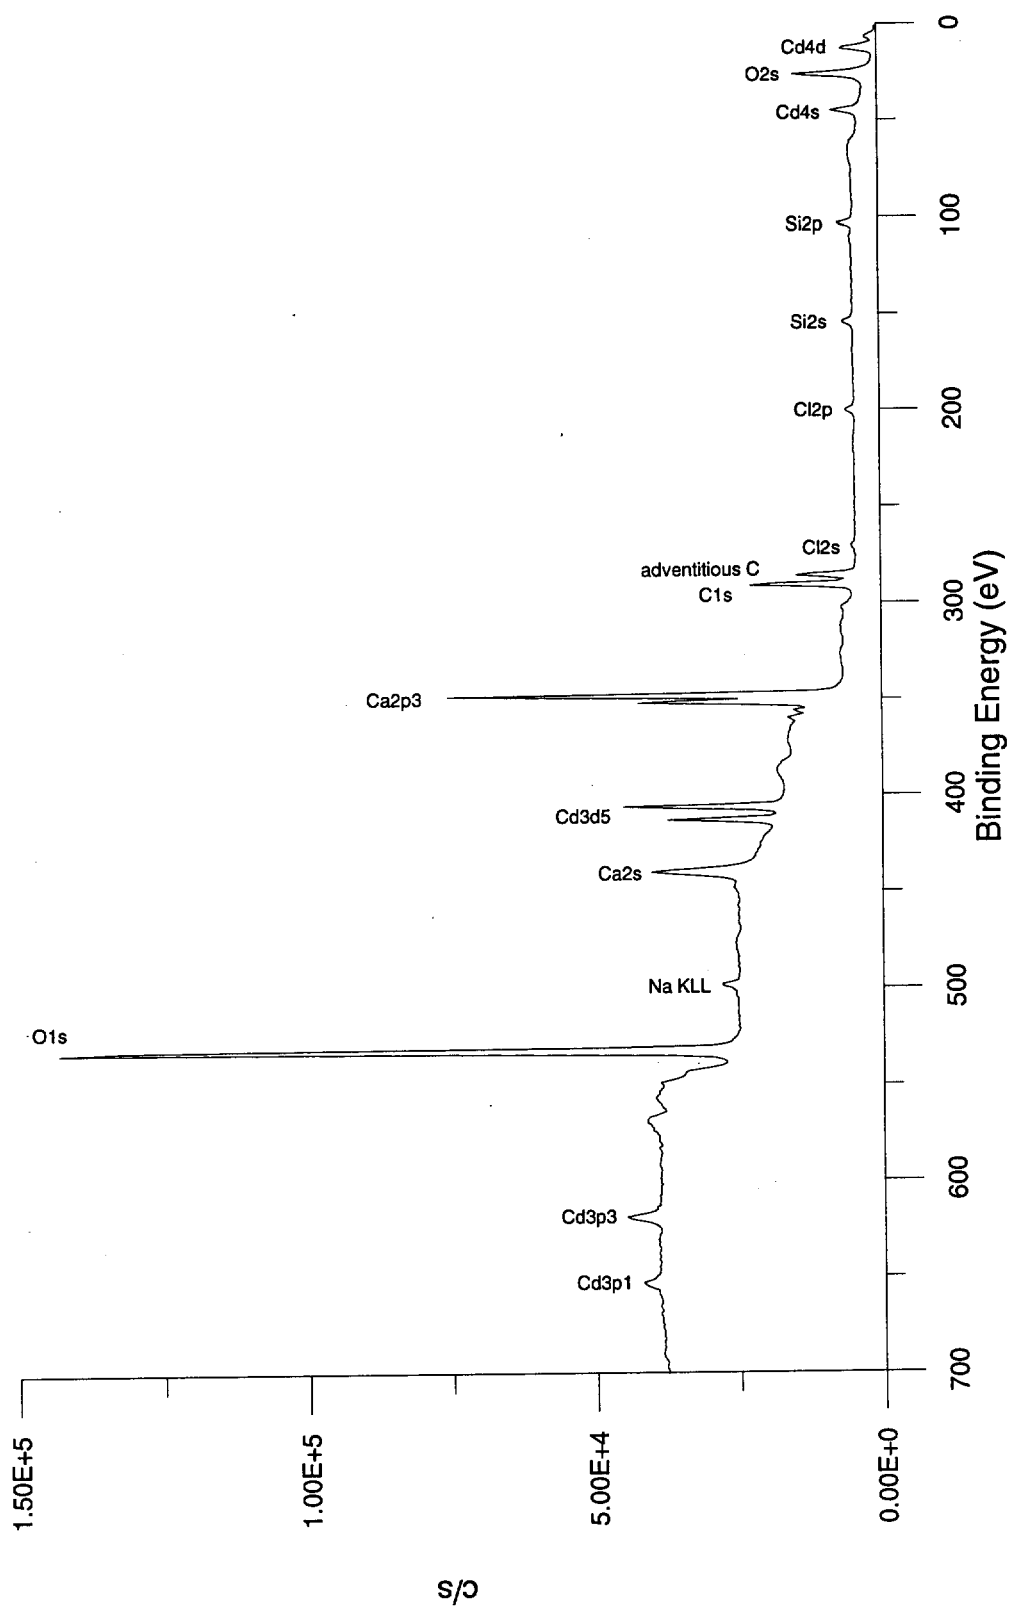 1.50E+5
1.00E+5
5.00E+4
0.00E+0
c/s
700
600
500
400
300
200
100
0
Binding Energy (eV)
Cd3p1
Cd3p3
O1s
Na KLL
Ca2s
Cd3d5
Ca2p3
C1s
adventitious C
Cl2s
Cl2p
Si2s
Si2p
Cd4s
O2s
Cd4d